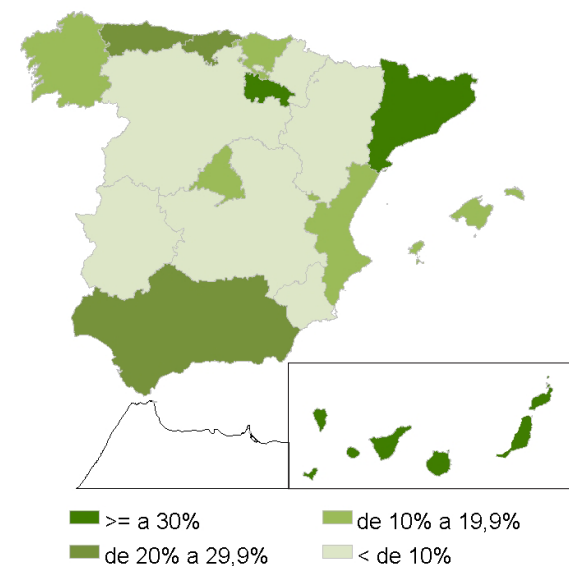 >= a 30%
de 10% a 19,9%
de 20% a 29,9%
< de 10%